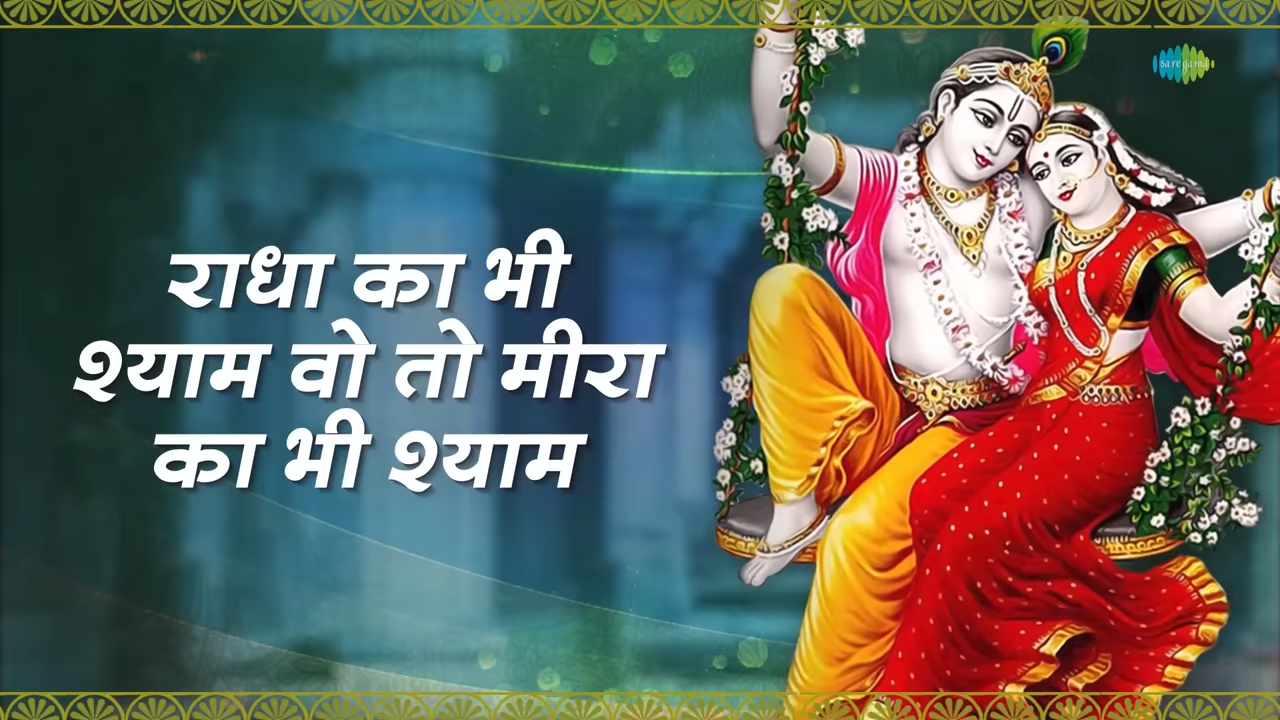 राधा का भी
श्याम वो तो मीरा
का भी श्याम
saregama